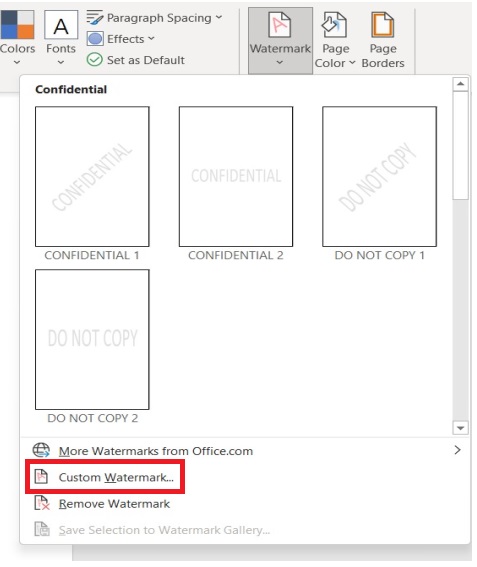 Paragraph Spacing
Effects
Set as Default
Colors
Fonts
Watermark
Page Color
Page Borders
Confidential
CONFIDENTIAL
CONFIDENTIAL
DO NOT COPY
CONFIDENTIAL 1
CONFIDENTIAL 2
DO NOT COPY 1
DO NOT COPY
DO NOT COPY 2
More Watermarks from Office.com
Custom Watermark...
Remove Watermark
Save Selection to Watermark Gallery...